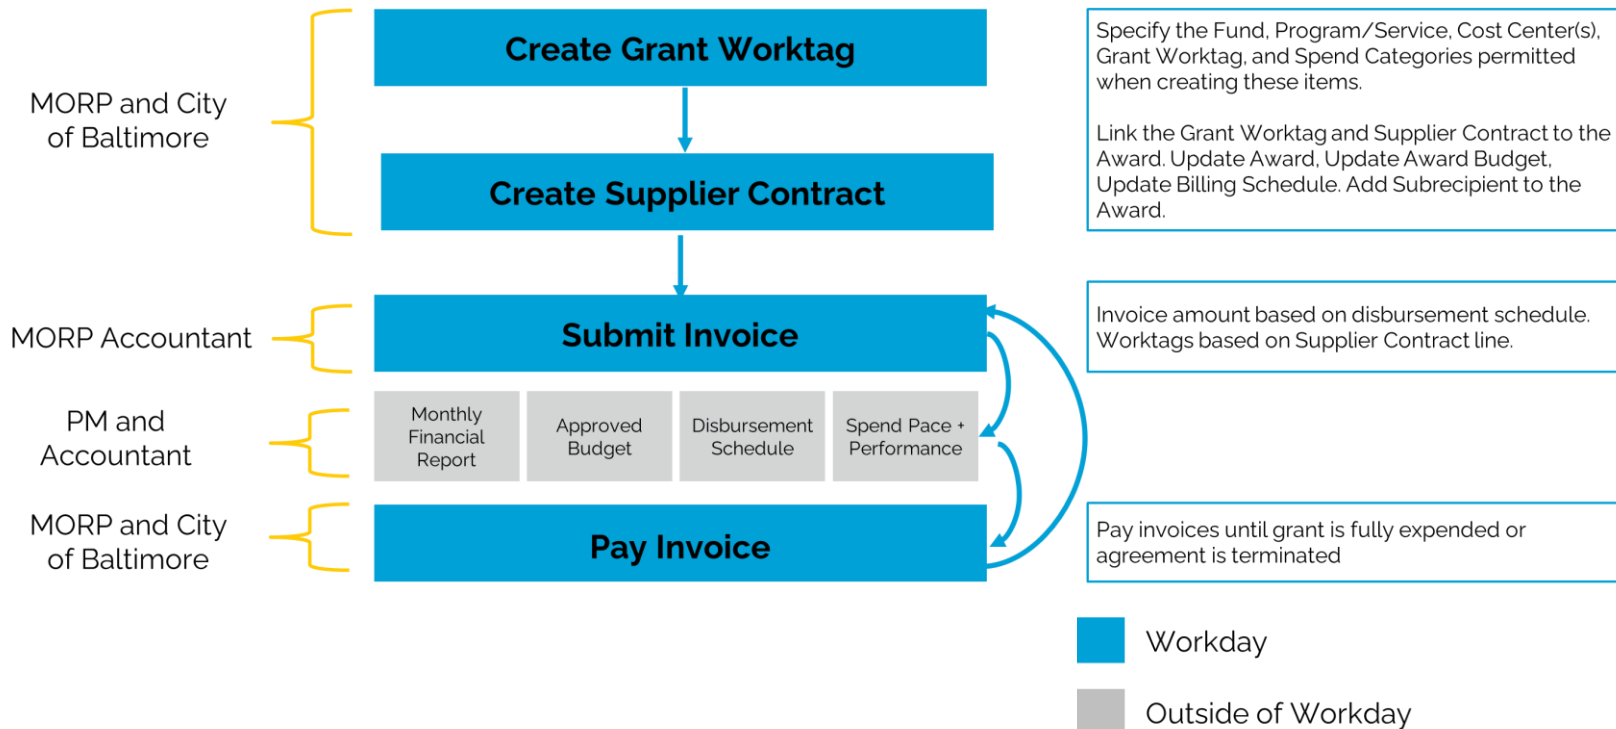 MORP and City
of Baltimore
Create Grant Worktag
Create Supplier Contract
Specify the Fund, Program/Service, Cost Center(s),
Grant Worktag, and Spend Categories permitted
when creating these items.
Link the Grant Worktag and Supplier Contract to the
Award. Update Award, Update Award Budget,
Update Billing Schedule. Add Subrecipient to the
Award.
MORP Accountant
Submit Invoice
Invoice amount based on disbursement schedule.
Worktags based on Supplier Contract line.
PM and
Accountant
Monthly
Financial
Report
Approved
Budget
Disbursement
Schedule
Spend Pace +
Performance
MORP and City
of Baltimore
Pay Invoice
Pay invoices until grant is fully expended or
agreement is terminated
Workday
Outside of Workday